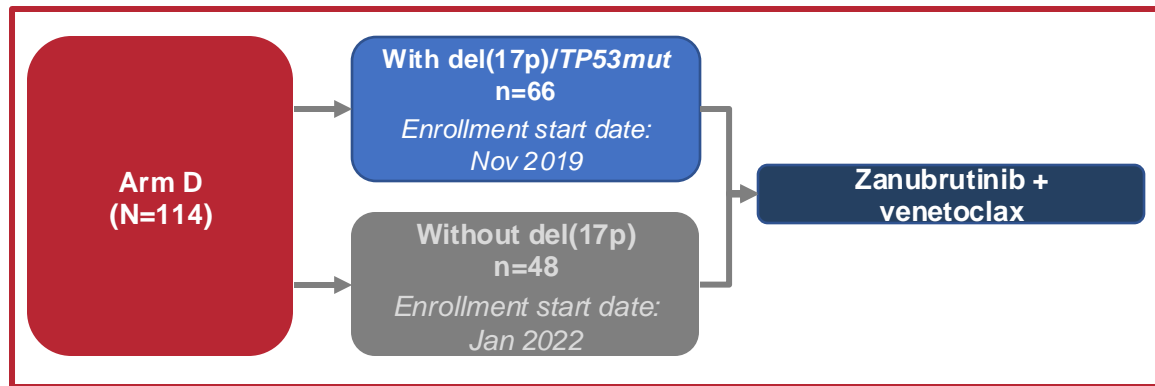 Arm D
(N=114)
With del(17p)/TP53mut
n=66
Enrollment start date:
Nov 2019
Without del(17p)
n=48
Enrollment start date:
Jan 2022
Zanubrutinib +
venetoclax